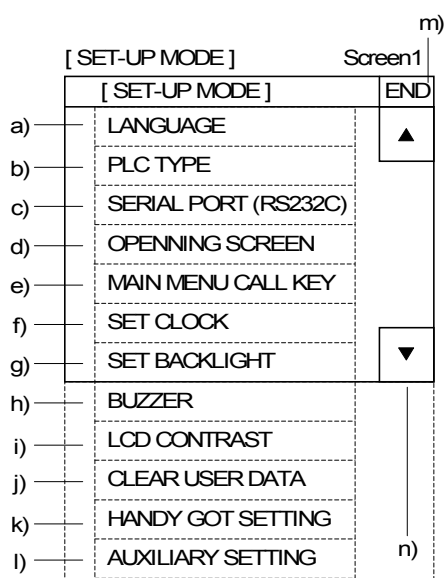 m)
[ SET-UP MODE ] Screen1
[ SET-UP MODE ] END
a) LANGUAGE ▲
b) PLC TYPE
c) SERIAL PORT (RS232C)
d) OPENNING SCREEN
e) MAIN MENU CALL KEY
f) SET CLOCK
g) SET BACKLIGHT ▼
h) BUZZER
i) LCD CONTRAST
j) CLEAR USER DATA
k) HANDY GOT SETTING
l) AUXILIARY SETTING n)